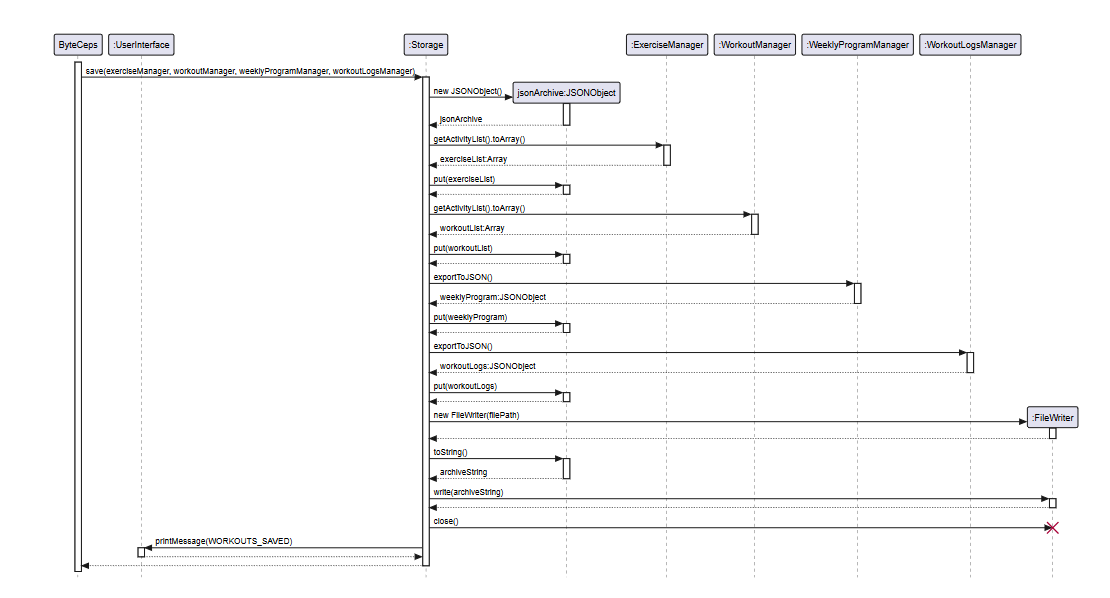 ByteCeps
:UserInterface
:Storage
:ExerciseManager
:WorkoutManager
:WeeklyProgramManager
:WorkoutLogsManager
save(exerciseManager, workoutManager, weeklyProgramManager, workoutLogsManager)
new JSONObject()
jsonArchive:JSONObject
jsonArchive
getActivityList().toArray()
exerciseList:Array
put(exerciseList)
getActivityList().toArray()
workoutList:Array
put(workoutList)
exportToJSON()
weeklyProgram:JSONObject
put(weeklyProgram)
exportToJSON()
workoutLogs:JSONObject
put(workoutLogs)
new FileWriter(filePath)
:FileWriter
toString()
archiveString
write(archiveString)
close()
printMessage(WORKOUTS_SAVED)